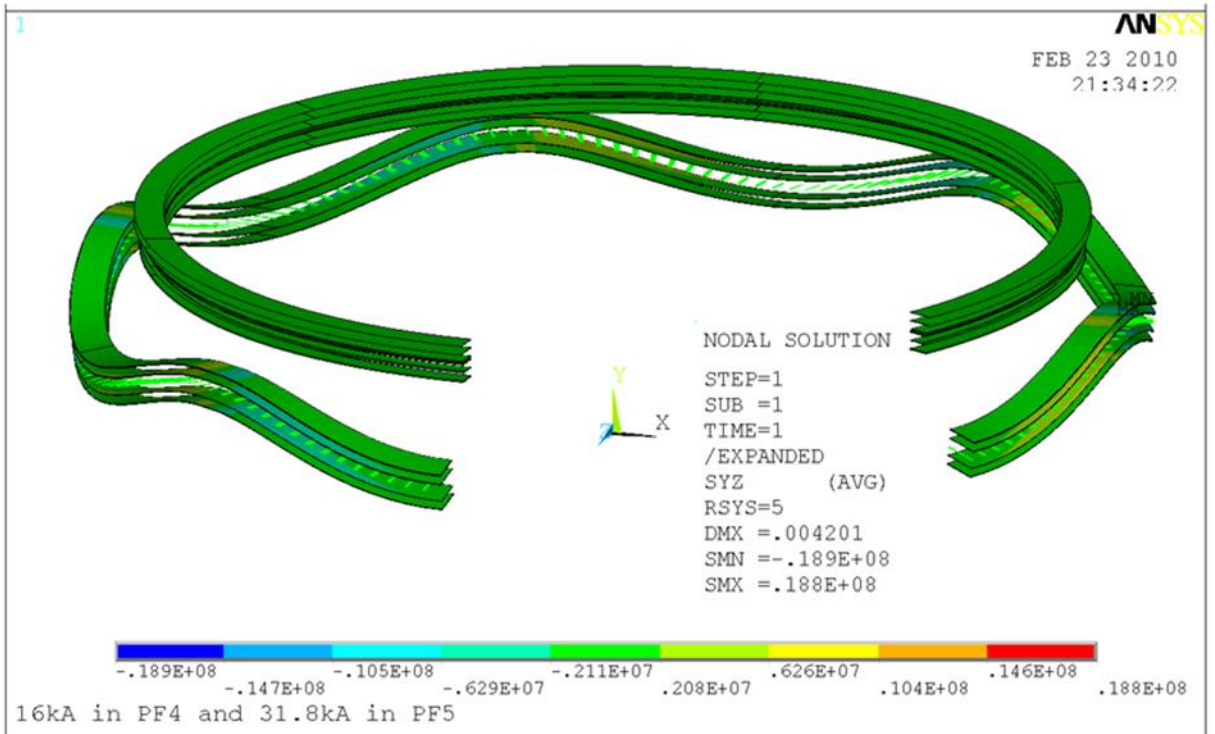 1
ANSYS
FEB 23 2010
21:34:22
MN
NODAL SOLUTION
STEP=1
SUB =1
TIME=1
/EXPANDED
SYZ (AVG)
RSYS=5
DMX =.004201
SMN =-.189E+08
SMX =.188E+08
Y
Z X
-.189E+08 -.105E+08 -.211E+07 .626E+07 .146E+08
-.147E+08 -.629E+07 .208E+07 .104E+08 .188E+08
16kA in PF4 and 31.8kA in PF5